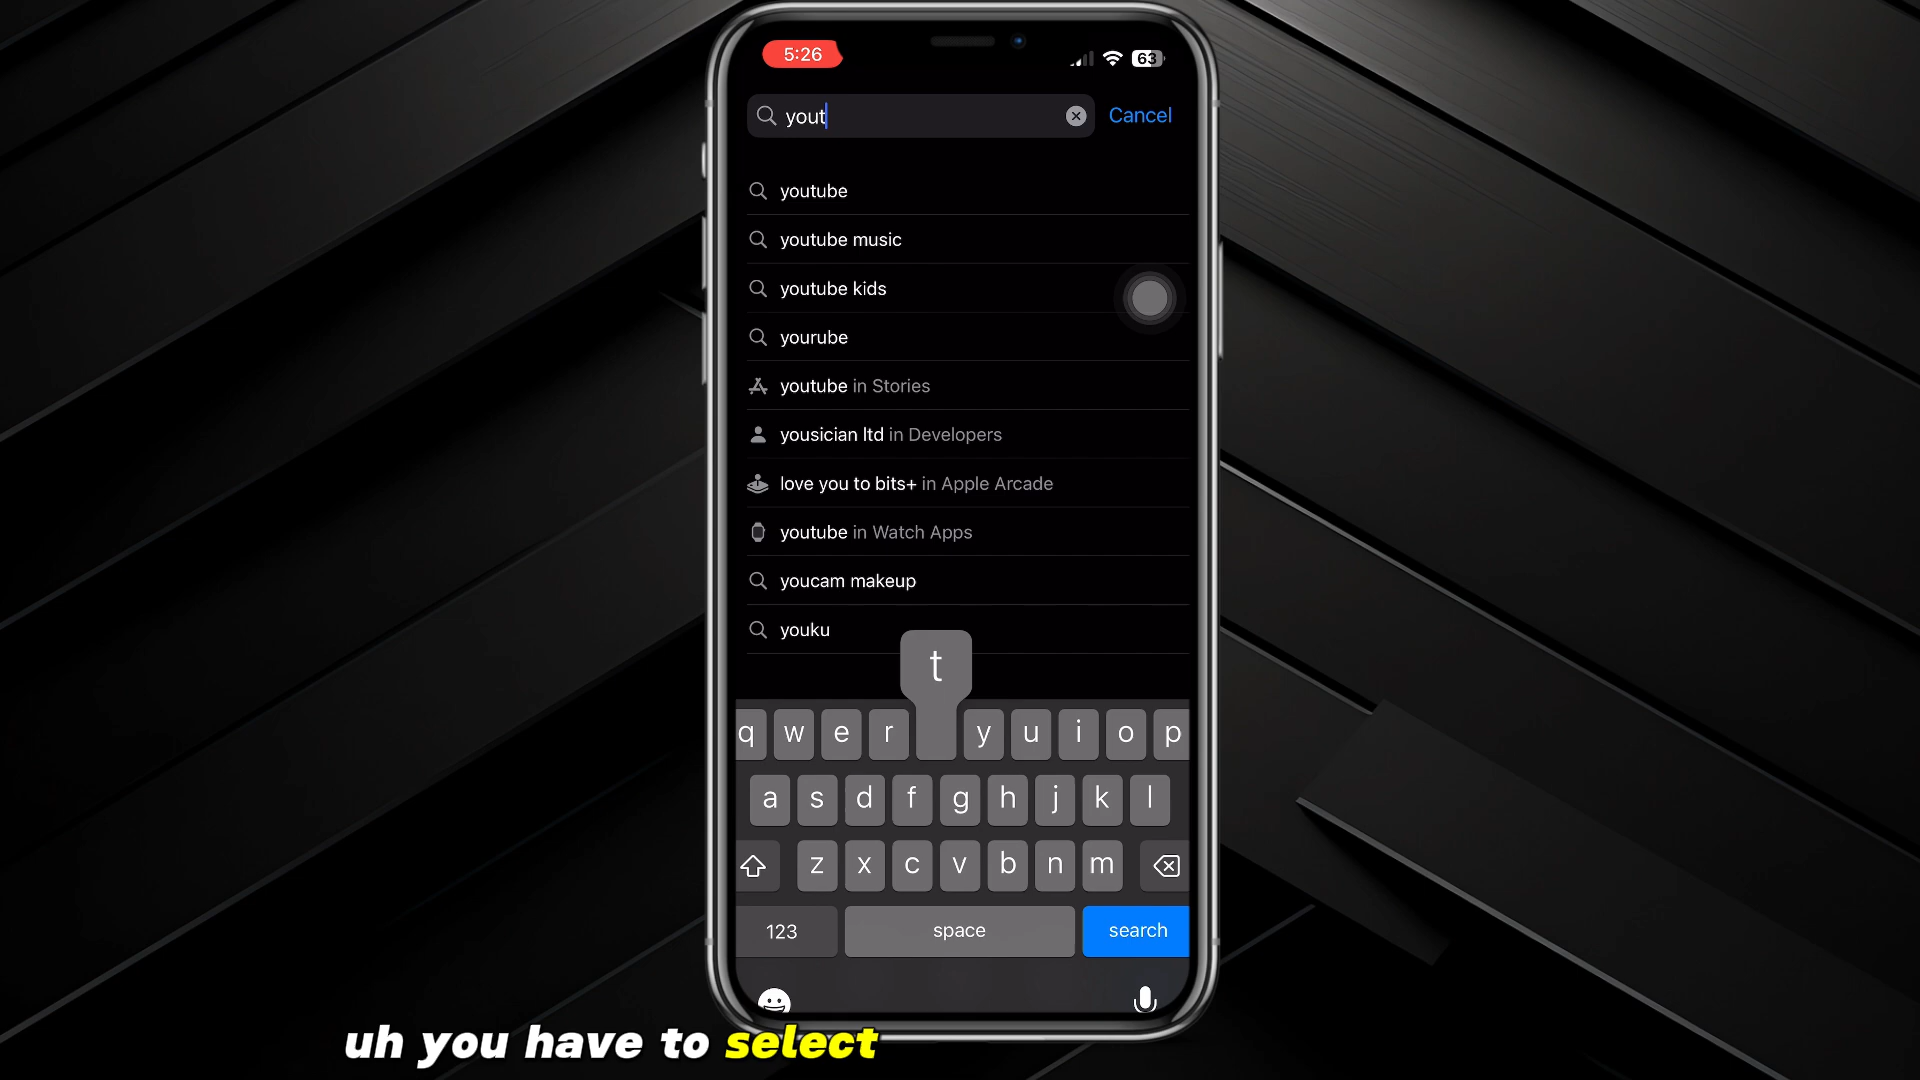 5:26
63
yout
Cancel
youtube
youtube music
youtube kids
yourube
youtube in Stories
yousician ltd in Developers
love you to bits+ in Apple Arcade
youtube in Watch Apps
youcam makeup
youku
t
q w e r y u i o p
a s d f g h j k l
z x c v b n m
123 space search
uh you have to select